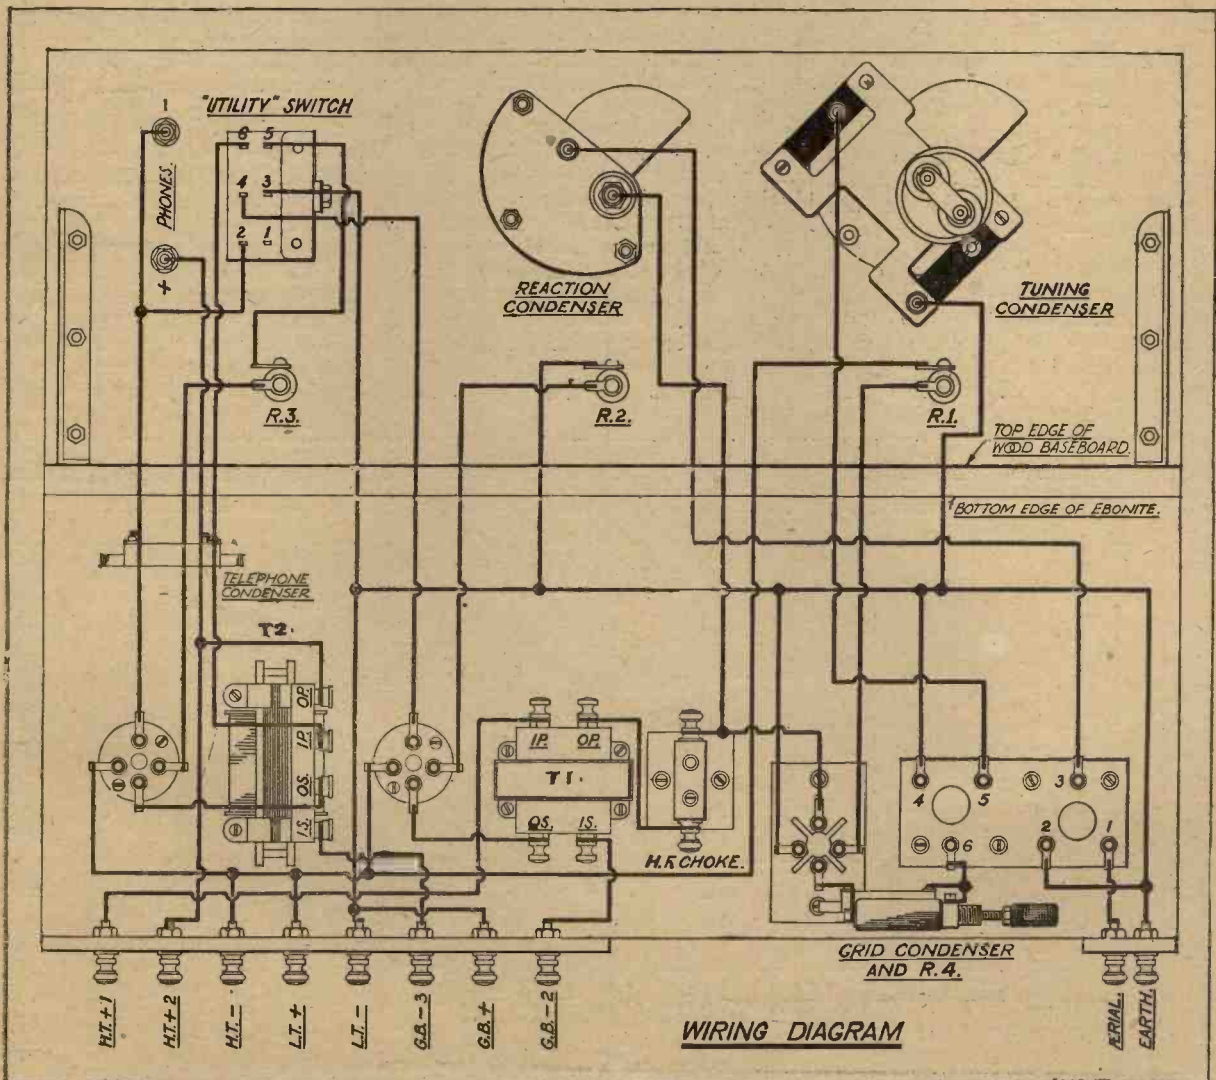 "UTILITY" SWITCH
-
PHONES.
+
6 5
4 3
2 1
REACTION
CONDENSER
TUNING
CONDENSER
R.3.
R.2.
R.1.
TOP EDGE OF
WOOD BASEBOARD.
BOTTOM EDGE OF EBONITE.
TELEPHONE
CONDENSER
T2.
O.P.
I.P.
O.S.
I.S.
I.P. O.P.
T1.
O.S. I.S.
H.F. CHOKE.
4 5 3
6 2 1
GRID CONDENSER
AND R.4.
H.T.+1
H.T.+2
H.T.-
L.T.+
L.T.-
G.B.-3
G.B.+
G.B.-2
AERIAL.
EARTH.
WIRING DIAGRAM